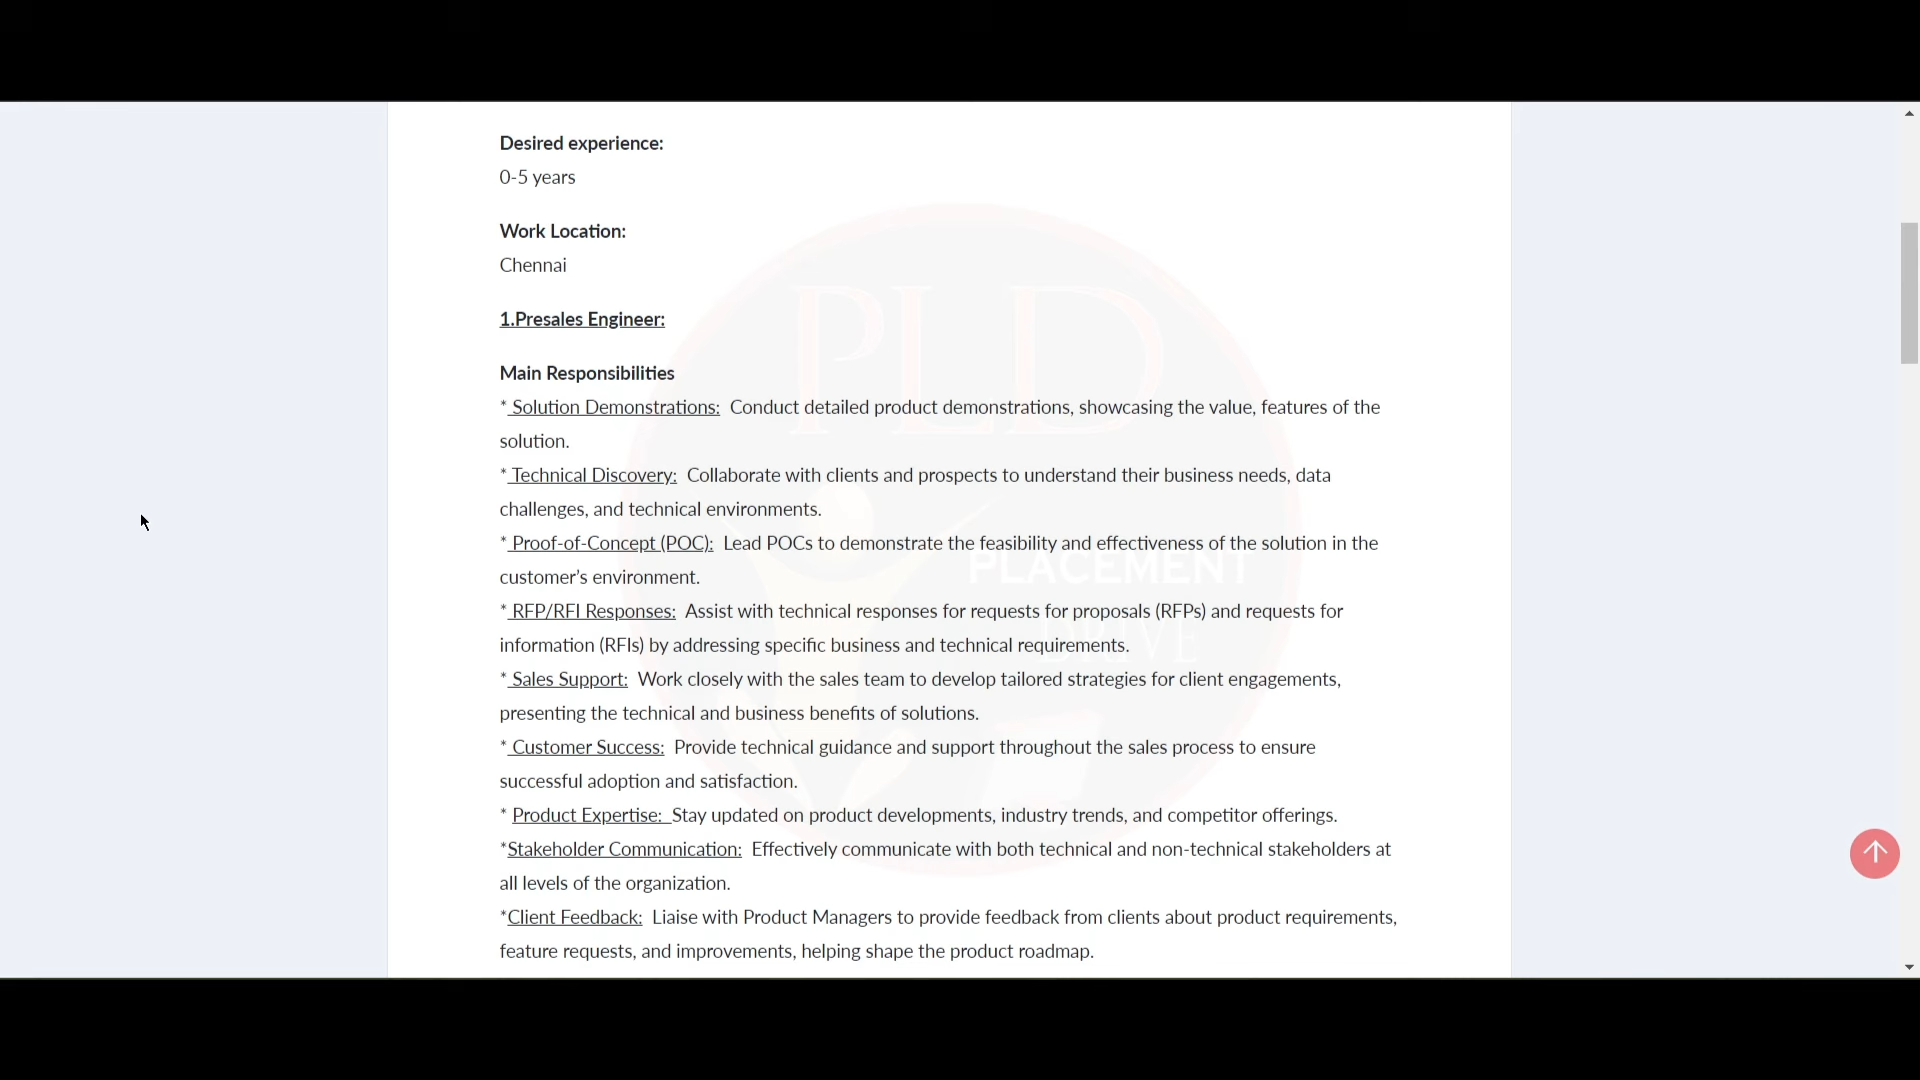 Desired experience:
0-5 years
Work Location:
Chennai
1.Presales Engineer:
Main Responsibilities
* Solution Demonstrations:  Conduct detailed product demonstrations, showcasing the value, features of the
solution.
* Technical Discovery:  Collaborate with clients and prospects to understand their business needs, data
challenges, and technical environments.
* Proof-of-Concept (POC):  Lead POCs to demonstrate the feasibility and effectiveness of the solution in the
customer’s environment.
* RFP/RFI Responses:  Assist with technical responses for requests for proposals (RFPs) and requests for
information (RFIs) by addressing specific business and technical requirements.
* Sales Support:  Work closely with the sales team to develop tailored strategies for client engagements,
presenting the technical and business benefits of solutions.
* Customer Success:  Provide technical guidance and support throughout the sales process to ensure
successful adoption and satisfaction.
* Product Expertise:  Stay updated on product developments, industry trends, and competitor offerings.
*Stakeholder Communication:  Effectively communicate with both technical and non-technical stakeholders at
all levels of the organization.
*Client Feedback:  Liaise with Product Managers to provide feedback from clients about product requirements,
feature requests, and improvements, helping shape the product roadmap.
PLD
PLACEMENT
DRIVE